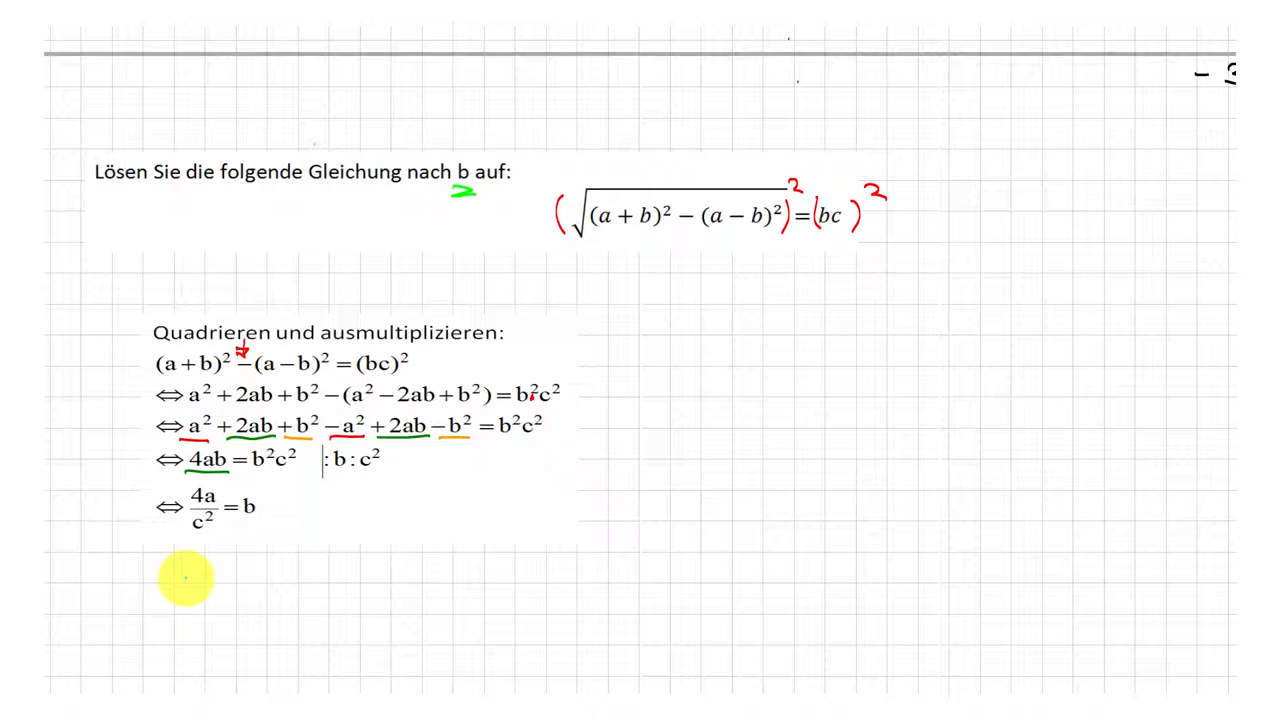 - 3
Lösen Sie die folgende Gleichung nach b auf:
(√((a + b)² − (a − b)²))² = (bc)²
Quadrieren und ausmultiplizieren:
(a + b)² − (a − b)² = (bc)²
⇔ a² + 2ab + b² − (a² − 2ab + b²) = b²c²
⇔ a² + 2ab + b² − a² + 2ab − b² = b²c²
⇔ 4ab = b²c² |: b : c²
⇔ 4a/c² = b